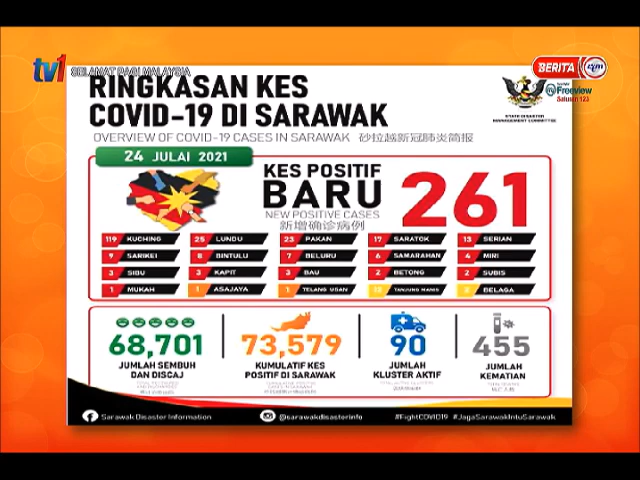 tv1
SELAMAT PAGI MALAYSIA
BERITA
RINGKASAN KES
COVID-19 DI SARAWAK
OVERVIEW OF COVID-19 CASES IN SARAWAK 砂拉越新冠肺炎简报
STATE DISASTER
MANAGEMENT COMMITTEE
Freeview
Saluran 123
24 JULAI 2021
KES POSITIF
BARU
NEW POSITIVE CASES
新增确诊病例
261
119 KUCHING 25 LUNDU 23 PAKAN 17 SARATOK 13 SERIAN
9 SARIKEI 8 BINTULU 7 BELURU 6 SAMARAHAN 4 MIRI
3 SIBU 3 KAPIT 3 BAU 2 BETONG 2 SUBIS
1 MUKAH 1 ASAJAYA 1 TELANG USAN TANJUNG MANIS BELAGA
68,701
JUMLAH SEMBUH
DAN DISCAJ
73,579
KUMULATIF KES
POSITIF DI SARAWAK
90
JUMLAH
KLUSTER AKTIF
455
JUMLAH
KEMATIAN
Sarawak Disaster Information @sarawakdisasterinfo #FightCOVID19 #JagaSarawakIntuSarawak